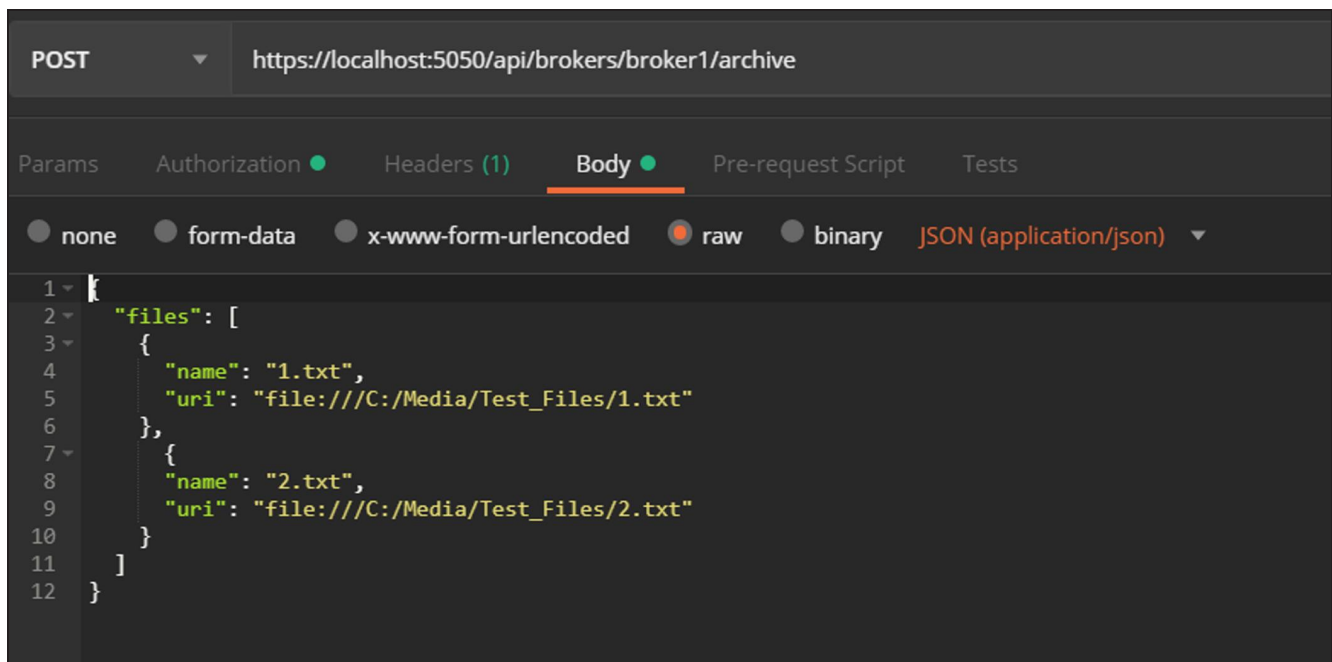 POST https://localhost:5050/api/brokers/broker1/archive
Params Authorization Headers (1) Body Pre-request Script Tests
none form-data x-www-form-urlencoded raw binary JSON (application/json)
1 {
2 "files": [
3 {
4 "name": "1.txt",
5 "uri": "file:///C:/Media/Test_Files/1.txt"
6 },
7 {
8 "name": "2.txt",
9 "uri": "file:///C:/Media/Test_Files/2.txt"
10 }
11 ]
12 }